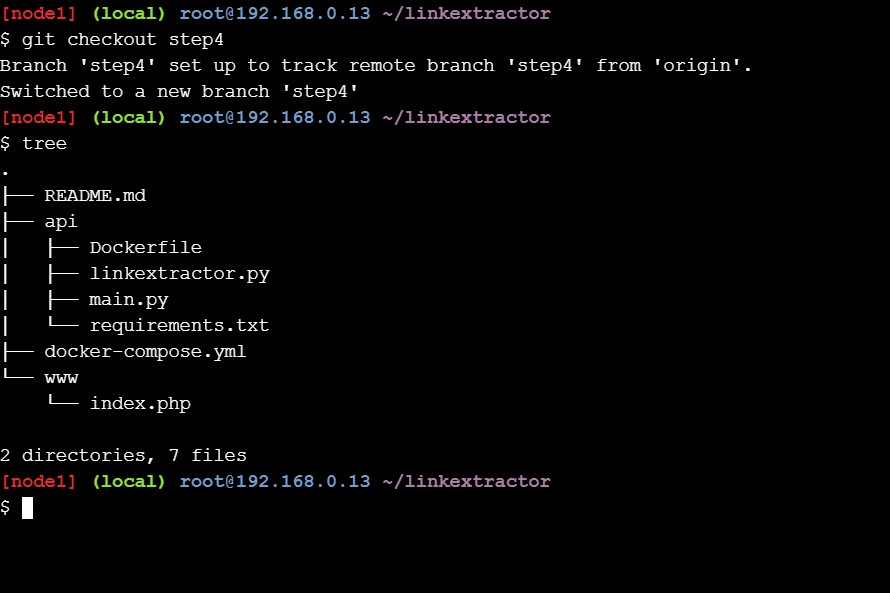 [node1] (local) root@192.168.0.13 ~/linkextractor
$ git checkout step4
Branch 'step4' set up to track remote branch 'step4' from 'origin'.
Switched to a new branch 'step4'
[node1] (local) root@192.168.0.13 ~/linkextractor
$ tree
.
├── README.md
├── api
│   ├── Dockerfile
│   ├── linkextractor.py
│   ├── main.py
│   └── requirements.txt
├── docker-compose.yml
└── www
    └── index.php

2 directories, 7 files
[node1] (local) root@192.168.0.13 ~/linkextractor
$